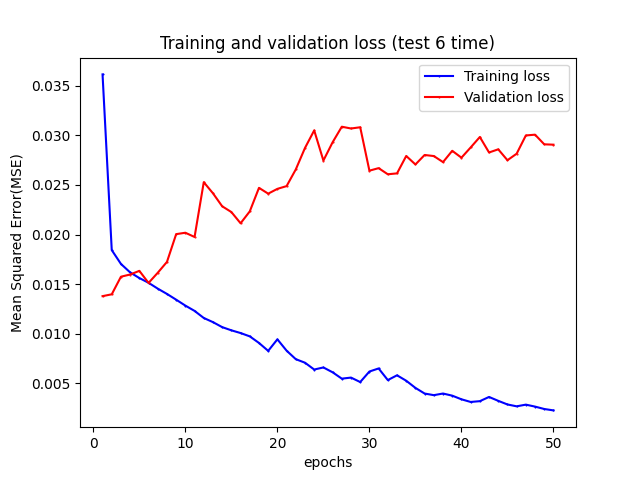 Training and validation loss (test 6 time)
Training loss
Validation loss
0.035
0.030
0.025
0.020
0.015
0.010
0.005
Mean Squared Error(MSE)
0
10
20
30
40
50
epochs